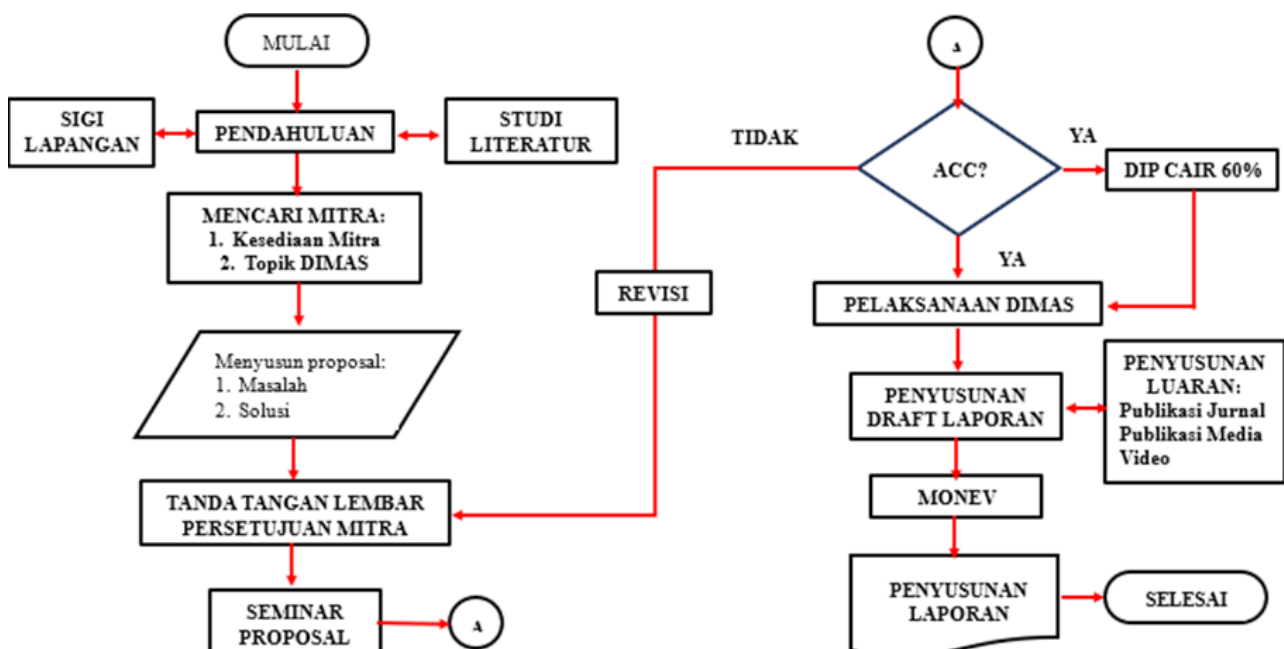 MULAI
SIGI
LAPANGAN
PENDAHULUAN
STUDI
LITERATUR
MENCARI MITRA:
1. Kesediaan Mitra
2. Topik DIMAS
Menyusun proposal:
1. Masalah
2. Solusi
TANDA TANGAN LEMBAR
PERSETUJUAN MITRA
SEMINAR
PROPOSAL
A
A
TIDAK
ACC?
YA
DIP CAIR 60%
REVISI
YA
PELAKSANAAN DIMAS
PENYUSUNAN
DRAFT LAPORAN
PENYUSUNAN
LUARAN:
Publikasi Jurnal
Publikasi Media
Video
MONEV
PENYUSUNAN
LAPORAN
SELESAI